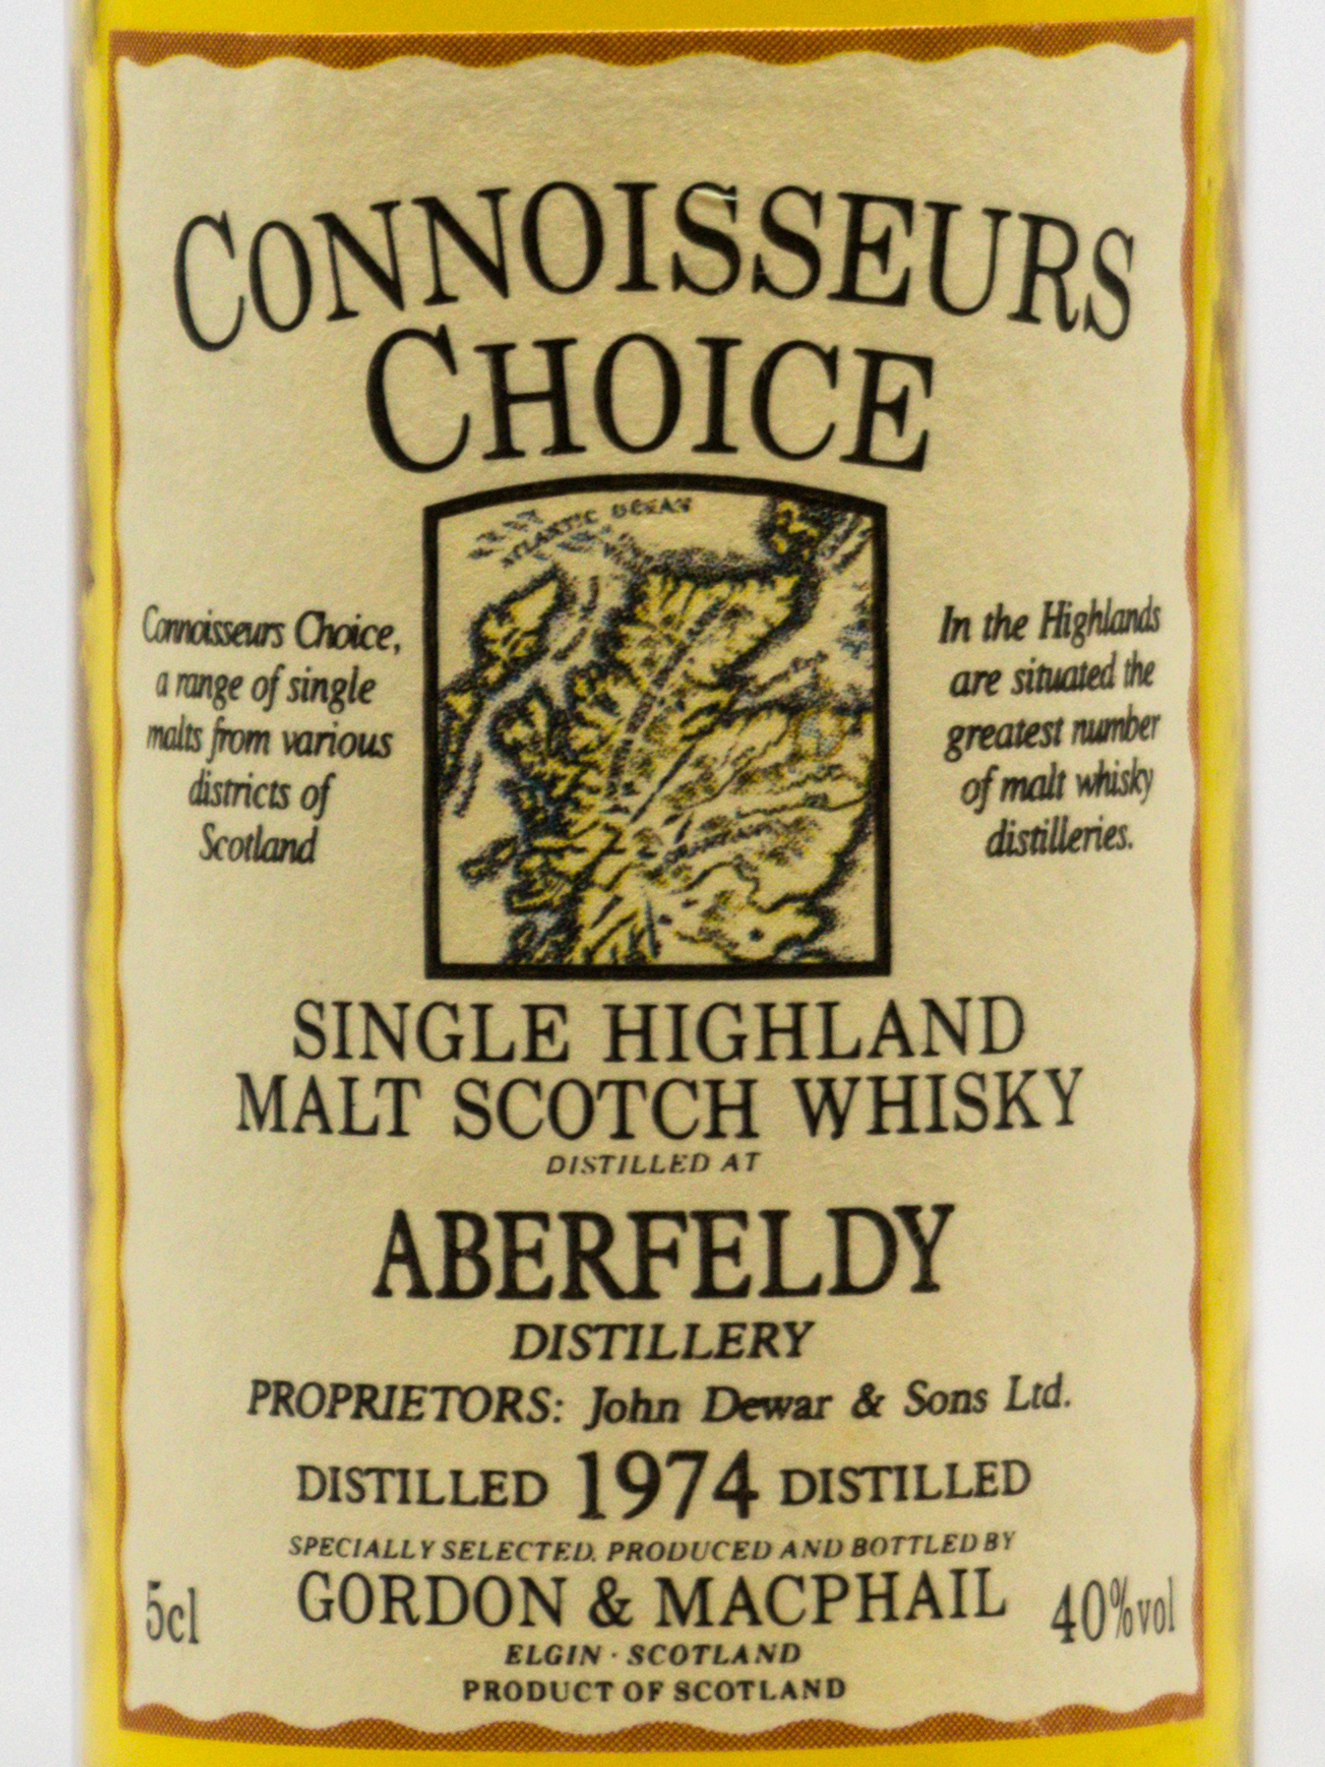 CONNOISSEURS
CHOICE
ATLANTIC OCEAN
Connoisseurs Choice,
a range of single
malts from various
districts of
Scotland
In the Highlands
are situated the
greatest number
of malt whisky
distilleries.
SINGLE HIGHLAND
MALT SCOTCH WHISKY
DISTILLED AT
ABERFELDY
DISTILLERY
PROPRIETORS: John Dewar & Sons Ltd.
DISTILLED 1974 DISTILLED
SPECIALLY SELECTED, PRODUCED AND BOTTLED BY
GORDON & MACPHAIL
5cl
40%vol
ELGIN · SCOTLAND
PRODUCT OF SCOTLAND